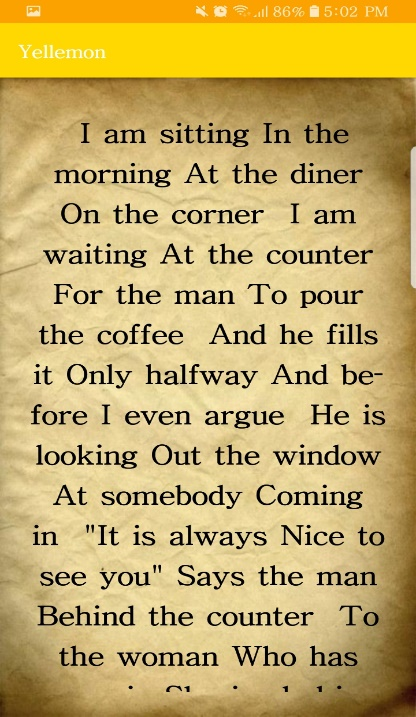 86% 5:02 PM
Yellemon
I am sitting In the
morning At the diner
On the corner I am
waiting At the counter
For the man To pour
the coffee And he fills
it Only halfway And be-
fore I even argue He is
looking Out the window
At somebody Coming
in "It is always Nice to
see you" Says the man
Behind the counter To
the woman Who has